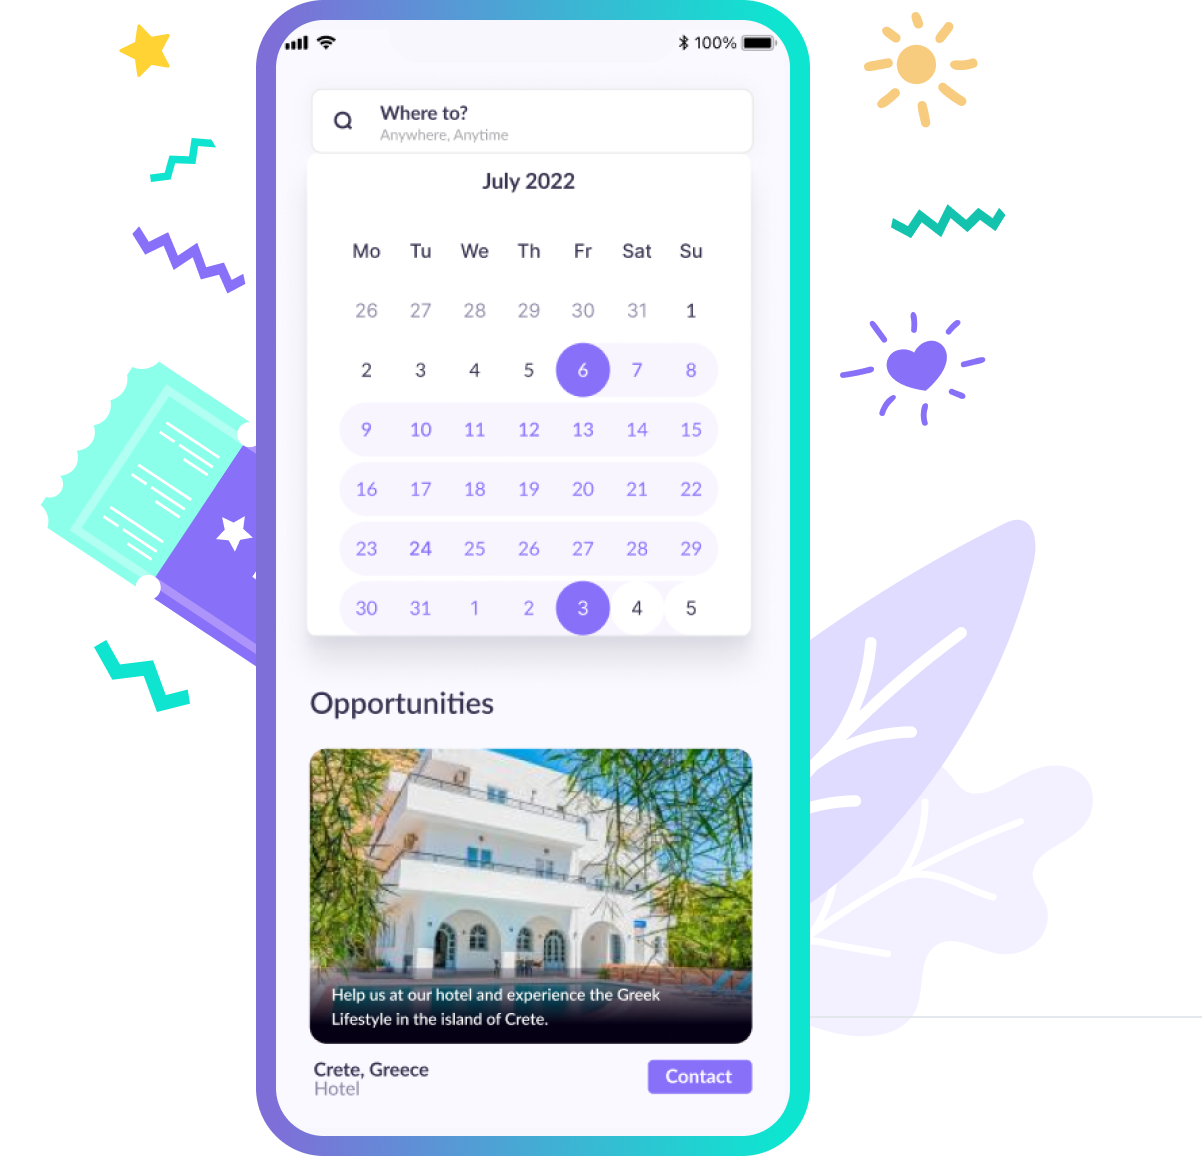 100%
Where to?
Anywhere, Anytime
July 2022
Mo Tu We Th Fr Sat Su
26 27 28 29 30 31 1
2 3 4 5 6 7 8
9 10 11 12 13 14 15
16 17 18 19 20 21 22
23 24 25 26 27 28 29
30 31 1 2 3 4 5
Opportunities
Help us at our hotel and experience the Greek
Lifestyle in the island of Crete.
Crete, Greece
Hotel
Contact